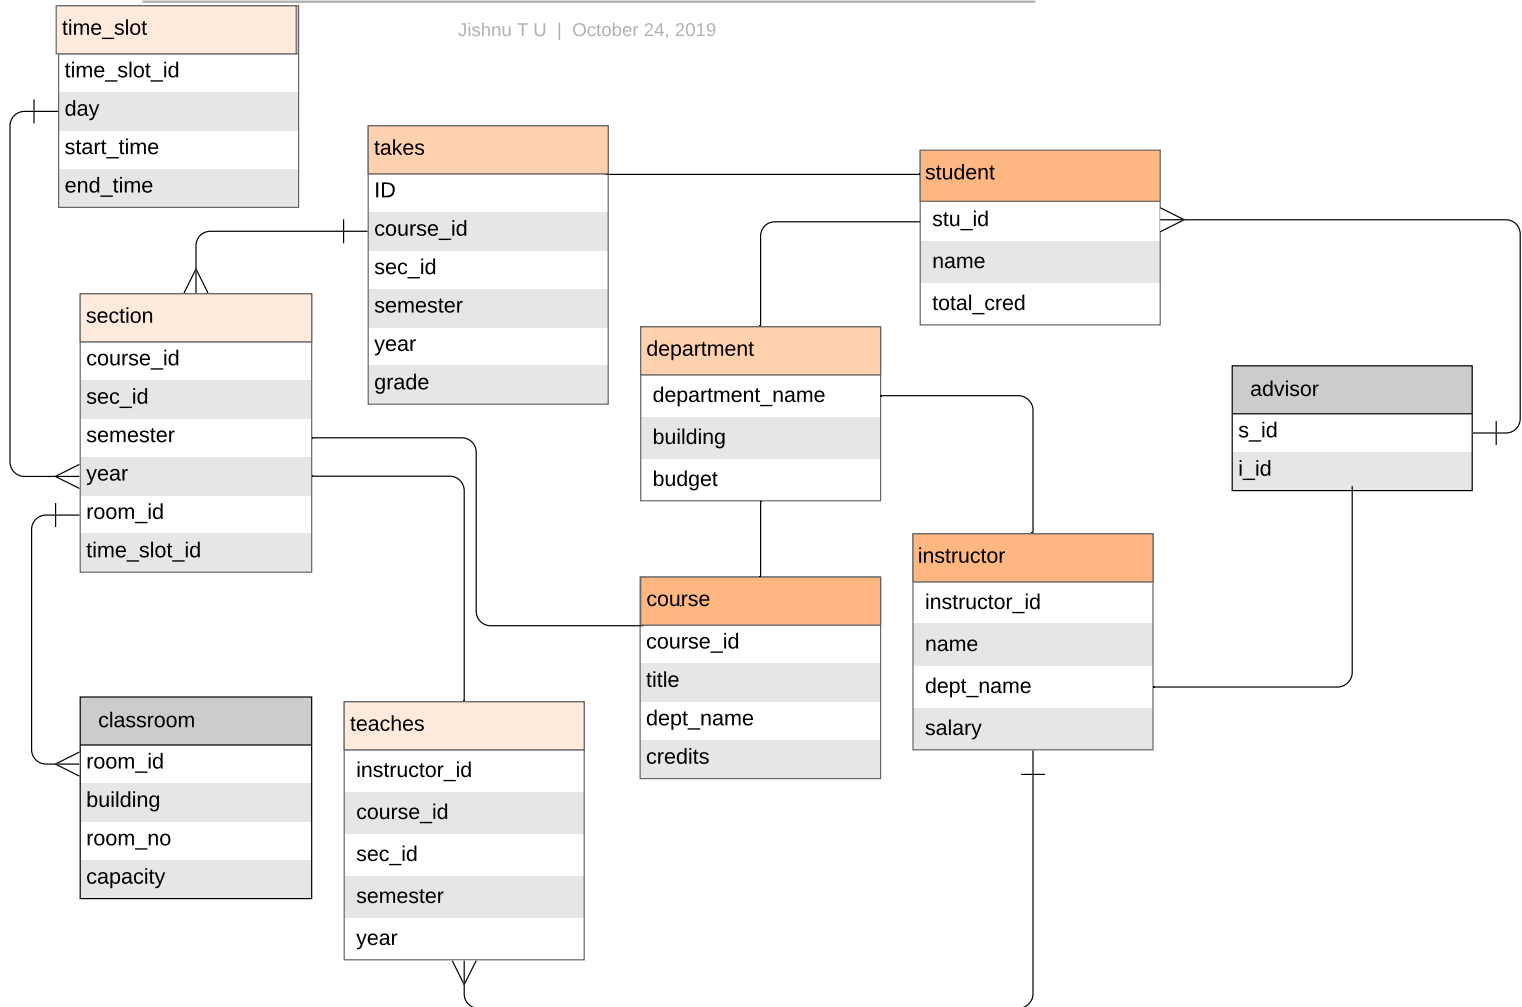 Jishnu T U | October 24, 2019
time_slot
time_slot_id
day
start_time
end_time
takes
ID
course_id
sec_id
semester
year
grade
student
stu_id
name
total_cred
section
course_id
sec_id
semester
year
room_id
time_slot_id
department
department_name
building
budget
advisor
s_id
i_id
instructor
instructor_id
name
dept_name
salary
course
course_id
title
dept_name
credits
classroom
room_id
building
room_no
capacity
teaches
instructor_id
course_id
sec_id
semester
year